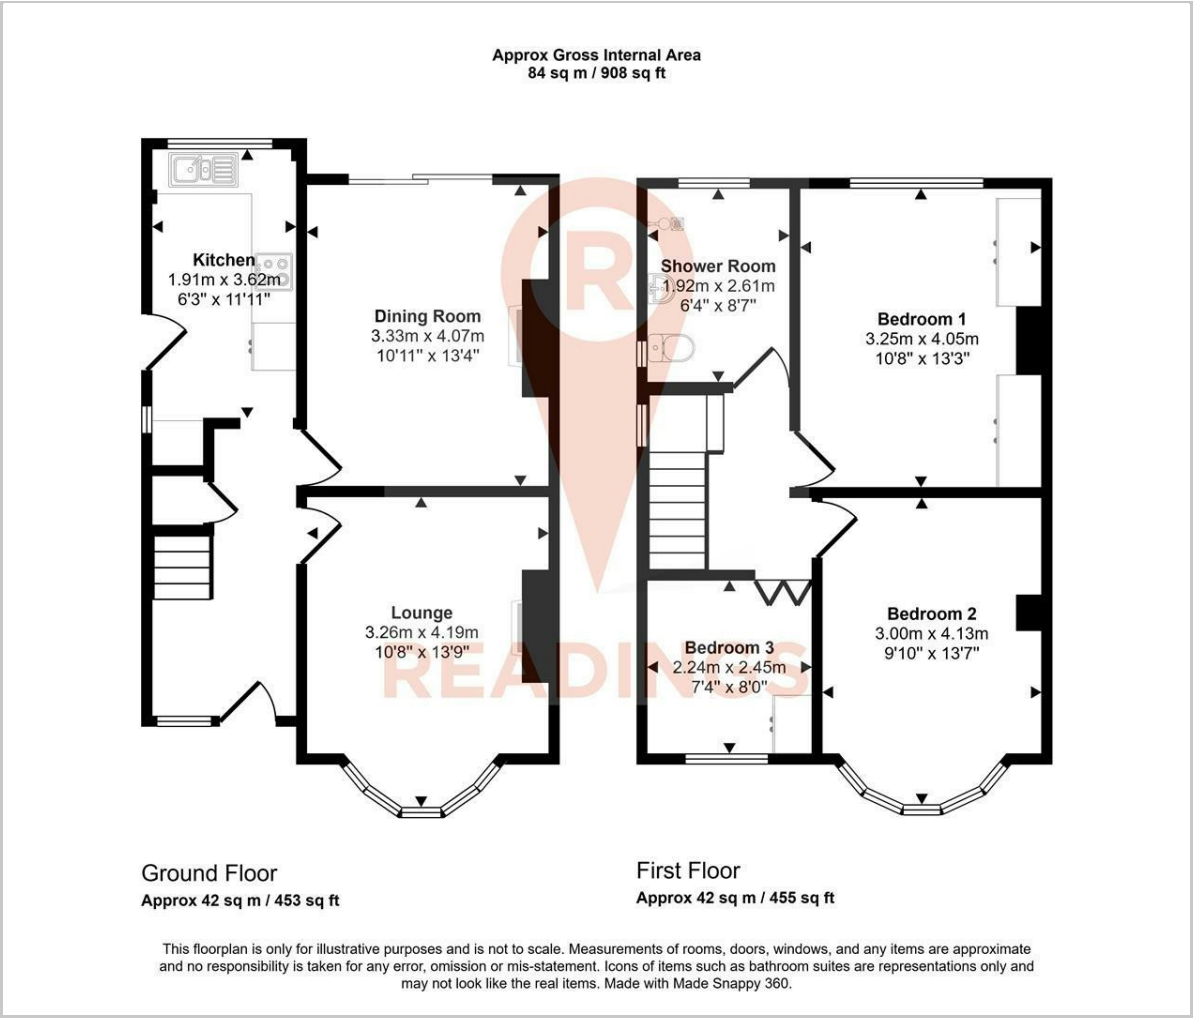 Approx Gross Internal Area
84 sq m / 908 sq ft
Kitchen
1.91m x 3.62m
6'3" x 11'11"
Dining Room
3.33m x 4.07m
10'11" x 13'4"
Lounge
3.26m x 4.19m
10'8" x 13'9"
Shower Room
1.92m x 2.61m
6'4" x 8'7"
Bedroom 1
3.25m x 4.05m
10'8" x 13'3"
Bedroom 2
3.00m x 4.13m
9'10" x 13'7"
Bedroom 3
2.24m x 2.45m
7'4" x 8'0"
R
READINGS
Ground Floor
Approx 42 sq m / 453 sq ft
First Floor
Approx 42 sq m / 455 sq ft
This floorplan is only for illustrative purposes and is not to scale. Measurements of rooms, doors, windows, and any items are approximate
and no responsibility is taken for any error, omission or mis-statement. Icons of items such as bathroom suites are representations only and
may not look like the real items. Made with Made Snappy 360.